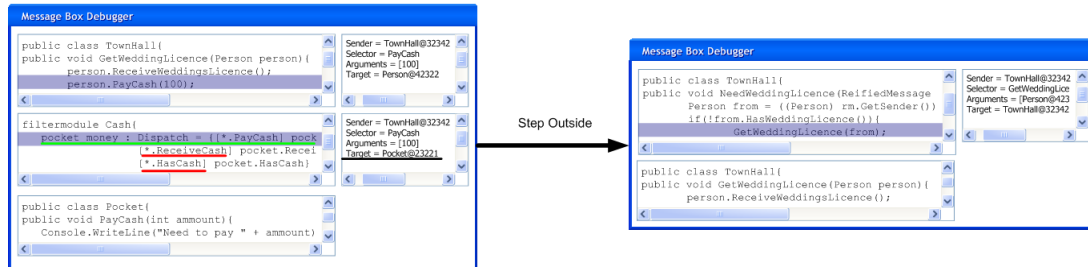 Message Box Debugger
public class TownHall{
public void GetWeddingLicence(Person person){
person.ReceiveWeddingsLicence();
person.PayCash(100);
Sender = TownHall@32342
Selector = PayCash
Arguments = [100]
Target = Person@42322
filtermodule Cash{
pocket money : Dispatch = {[*.PayCash] pock
[*.ReceiveCash] pocket.Recei
[*.HasCash] pocket.HasCash}
Sender = TownHall@32342
Selector = PayCash
Arguments = [100]
Target = Pocket@23221
public class Pocket{
public void PayCash(int ammount){
Console.WriteLine("Need to pay " + ammount)
Step Outside
Message Box Debugger
public class TownHall{
public void NeedWeddingLicence(ReifiedMessage
Person from = ((Person) rm.GetSender())
if(!from.HasWeddingLicence()){
GetWeddingLicence(from);
Sender = TownHall@32342
Selector = GetWeddingLice
Arguments = [Person@423
Target = TownHall@32342
public class TownHall{
public void GetWeddingLicence(Person person){
person.ReceiveWeddingsLicence();